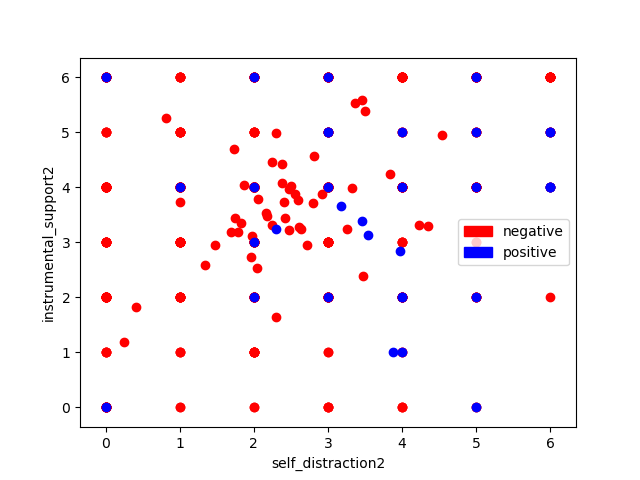 6
5
4
3
2
1
0
instrumental_support2
negative
positive
0 1 2 3 4 5 6
self_distraction2